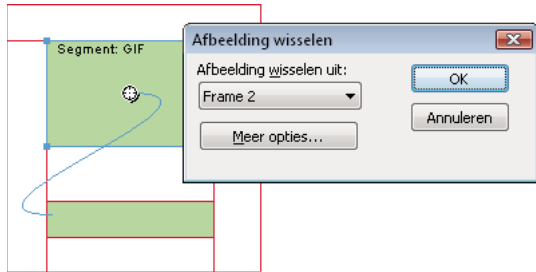 Segment: GIF
Afbeelding wisselen
Afbeelding wisselen uit:
Frame 2
Meer opties...
OK
Annuleren